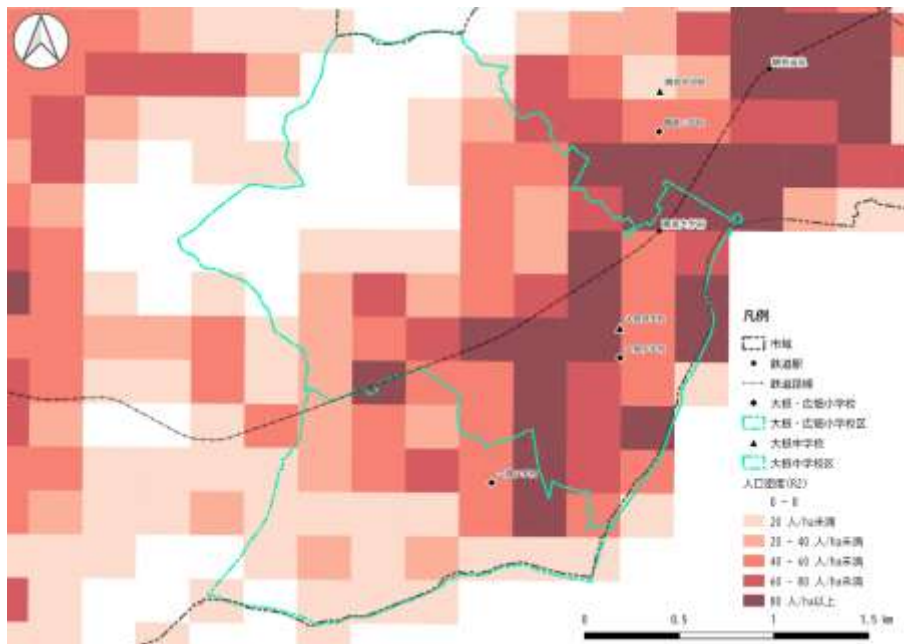 凡例
市域
鉄道駅
鉄道路線
大根・広畑小学校
大根・広畑小学校区
大根中学校
大根中学校区
人口密度(R2)
0 - 0
20 人/ha未満
20 - 40 人/ha未満
40 - 60 人/ha未満
60 - 80 人/ha未満
80 人/ha以上
0 0.5 1 1.5 km